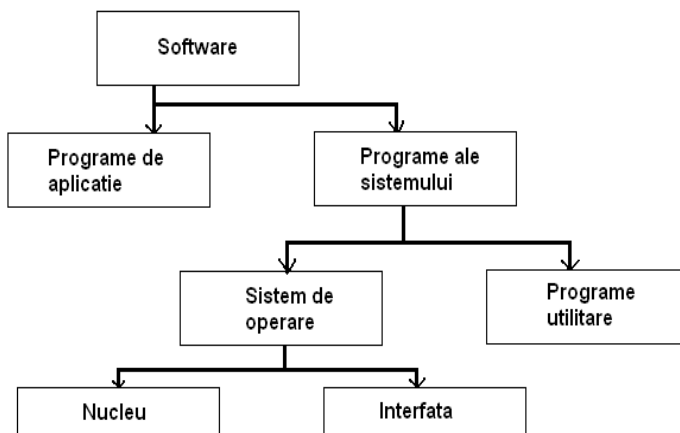 Software
Programe de
aplicatie
Programe ale
sistemului
Sistem de
operare
Programe
utilitare
Nucleu
Interfata